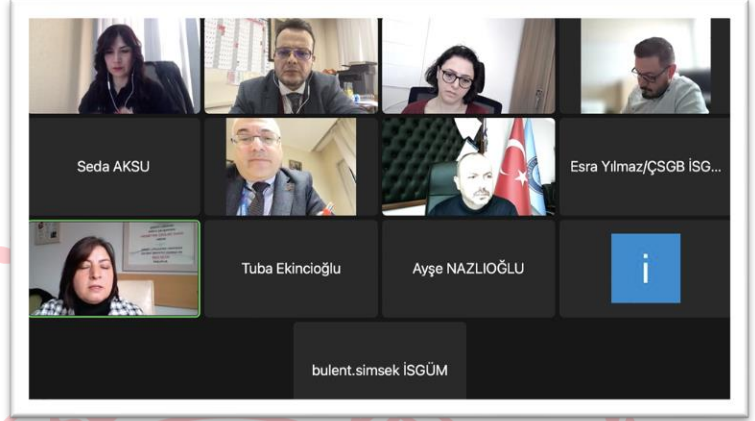 Seda AKSU
Esra Yılmaz/ÇSGB İSG...
Tuba Ekincioğlu
Ayşe NAZLIOĞLU
i
bulent.simsek İSGÜM